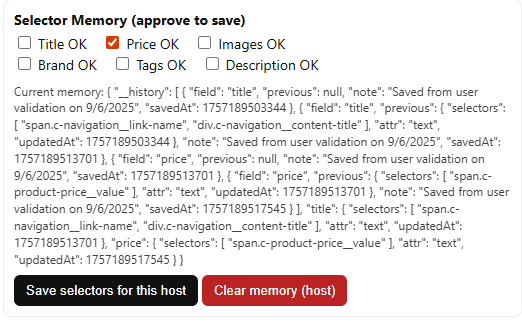 Selector Memory (approve to save)
Title OK Price OK Images OK
Brand OK Tags OK Description OK
Current memory: { "__history": [ { "field": "title", "previous": null, "note": "Saved from user
validation on 9/6/2025", "savedAt": 1757189503344 }, { "field": "title", "previous": { "selectors":
[ "span.c-navigation__link-name", "div.c-navigation__content-title" ], "attr": "text",
"updatedAt": 1757189503344 }, "note": "Saved from user validation on 9/6/2025", "savedAt":
1757189513701 }, { "field": "price", "previous": null, "note": "Saved from user validation on
9/6/2025", "savedAt": 1757189513701 }, { "field": "price", "previous": { "selectors": [ "span.c-
product-price__value" ], "attr": "text", "updatedAt": 1757189513701 }, "note": "Saved from user
validation on 9/6/2025", "savedAt": 1757189517545 } ], "title": { "selectors": [ "span.c-
navigation__link-name", "div.c-navigation__content-title" ], "attr": "text", "updatedAt":
1757189513701 }, "price": { "selectors": [ "span.c-product-price__value" ], "attr": "text",
"updatedAt": 1757189517545 } }
Save selectors for this host Clear memory (host)